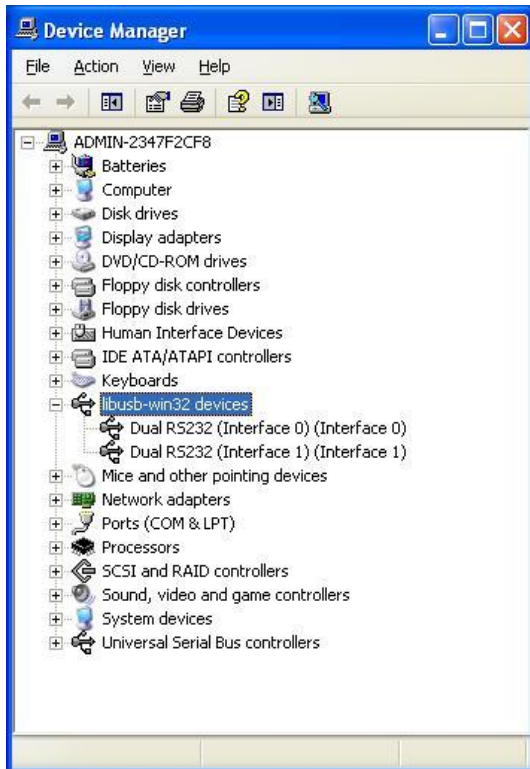 Device Manager
File Action View Help
ADMIN-2347F2CF8
Batteries
Computer
Disk drives
Display adapters
DVD/CD-ROM drives
Floppy disk controllers
Floppy disk drives
Human Interface Devices
IDE ATA/ATAPI controllers
Keyboards
libusb-win32 devices
Dual RS232 (Interface 0) (Interface 0)
Dual RS232 (Interface 1) (Interface 1)
Mice and other pointing devices
Network adapters
Ports (COM & LPT)
Processors
SCSI and RAID controllers
Sound, video and game controllers
System devices
Universal Serial Bus controllers